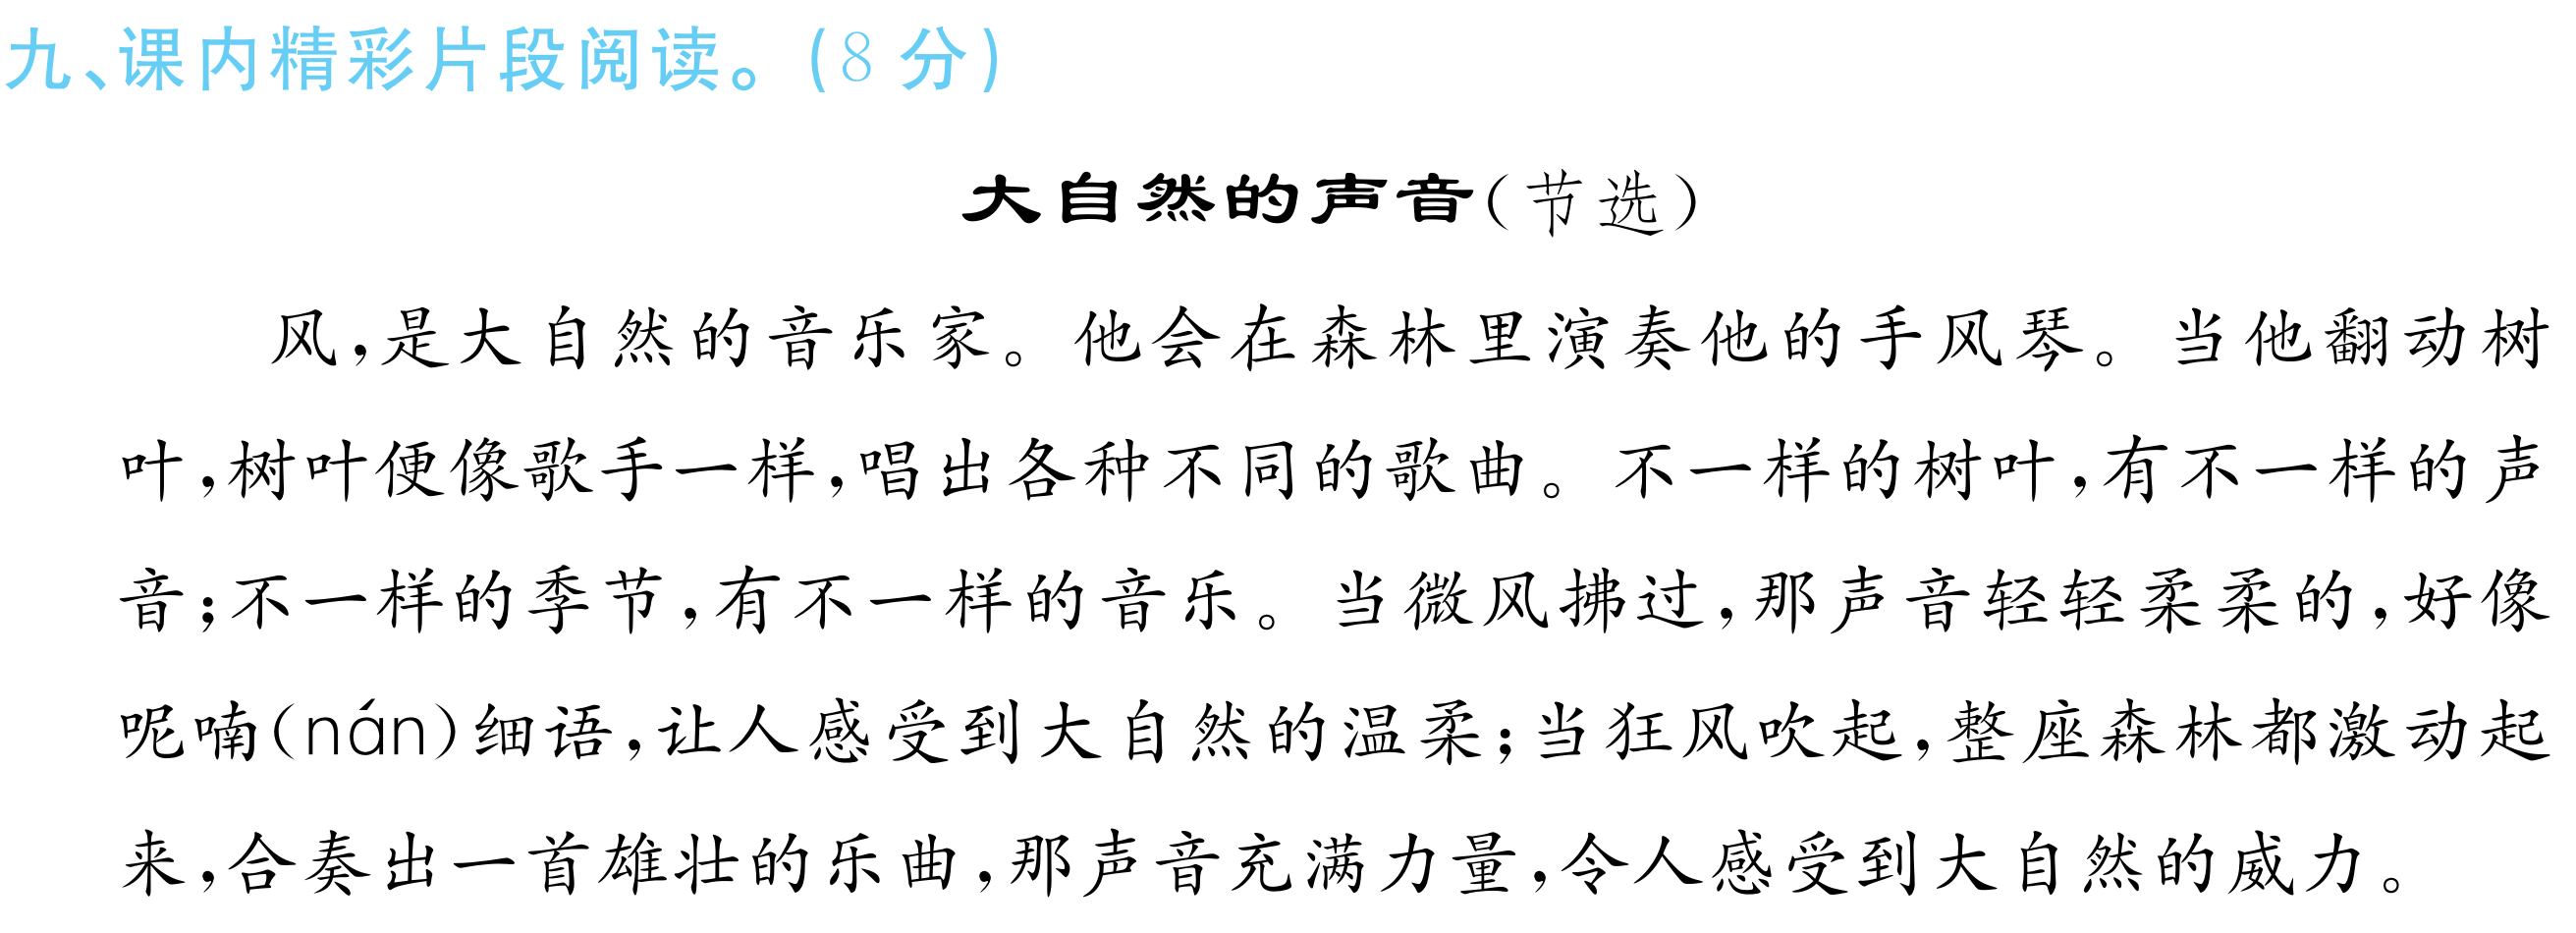 九、课内精彩片段阅读。(8 分)
大自然的声音(节选)
风,是大自然的音乐家。他会在森林里演奏他的手风琴。当他翻动树
叶,树叶便像歌手一样,唱出各种不同的歌曲。不一样的树叶,有不一样的声
音;不一样的季节,有不一样的音乐。当微风拂过,那声音轻轻柔柔的,好像
呢喃(nán)细语,让人感受到大自然的温柔;当狂风吹起,整座森林都激动起
来,合奏出一首雄壮的乐曲,那声音充满力量,令人感受到大自然的威力。